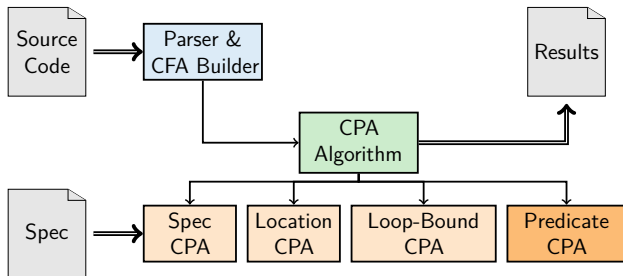 Source
Code
Parser &
CFA Builder
Results
CPA
Algorithm
Spec
Spec
CPA
Location
CPA
Loop-Bound
CPA
Predicate
CPA